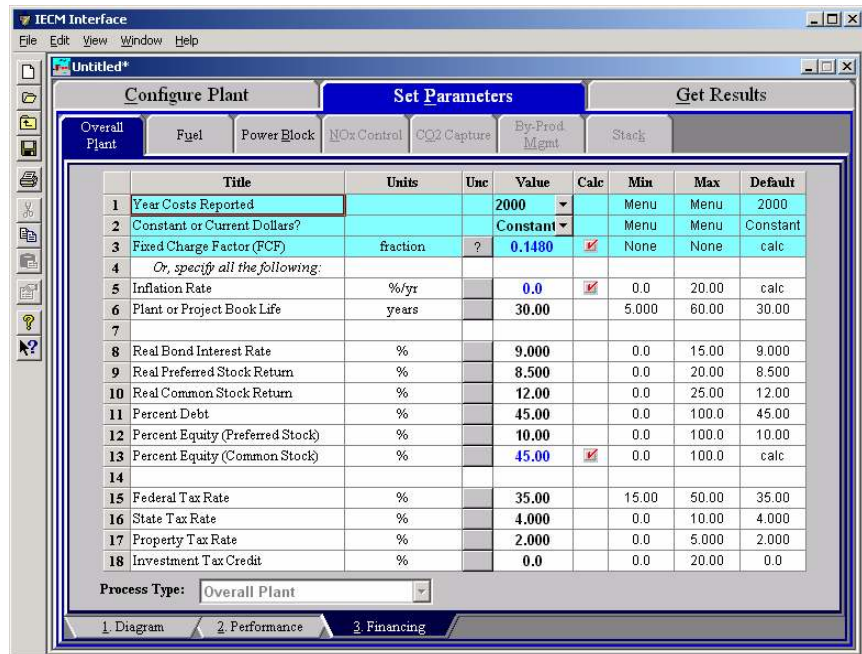 IECM Interface
File Edit View Window Help
Untitled*
Configure Plant Set Parameters Get Results
Overall Plant Fuel Power Block NOx Control CO2 Capture By-Prod. Mgmt Stack
Title Units Unc Value Calc Min Max Default
1 Year Costs Reported 2000 Menu Menu 2000
2 Constant or Current Dollars? Constant Menu Menu Constant
3 Fixed Charge Factor (FCF) fraction ? 0.1480 None None calc
4 Or, specify all the following:
5 Inflation Rate %/yr 0.0 0.0 20.00 calc
6 Plant or Project Book Life years 30.00 5.000 60.00 30.00
7
8 Real Bond Interest Rate % 9.000 0.0 15.00 9.000
9 Real Preferred Stock Return % 8.500 0.0 20.00 8.500
10 Real Common Stock Return % 12.00 0.0 25.00 12.00
11 Percent Debt % 45.00 0.0 100.0 45.00
12 Percent Equity (Preferred Stock) % 10.00 0.0 100.0 10.00
13 Percent Equity (Common Stock) % 45.00 0.0 100.0 calc
14
15 Federal Tax Rate % 35.00 15.00 50.00 35.00
16 State Tax Rate % 4.000 0.0 10.00 4.000
17 Property Tax Rate % 2.000 0.0 5.000 2.000
18 Investment Tax Credit % 0.0 0.0 20.00 0.0
Process Type: Overall Plant
1. Diagram 2. Performance 3. Financing